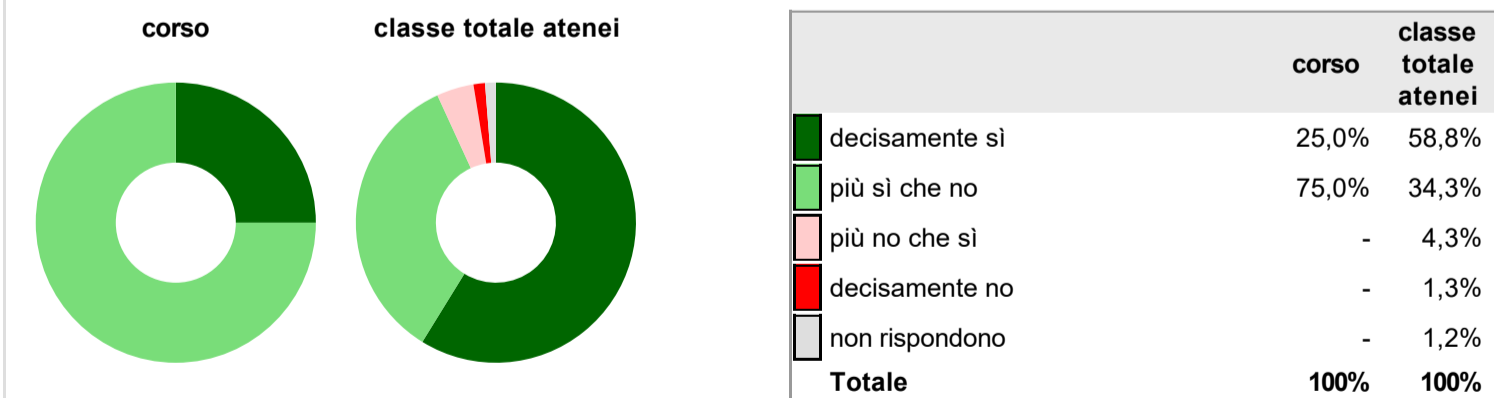 corso
classe totale atenei
corso
classe
totale
atenei
decisamente sì 25,0% 58,8%
più sì che no 75,0% 34,3%
più no che sì - 4,3%
decisamente no - 1,3%
non rispondono - 1,2%
Totale 100% 100%